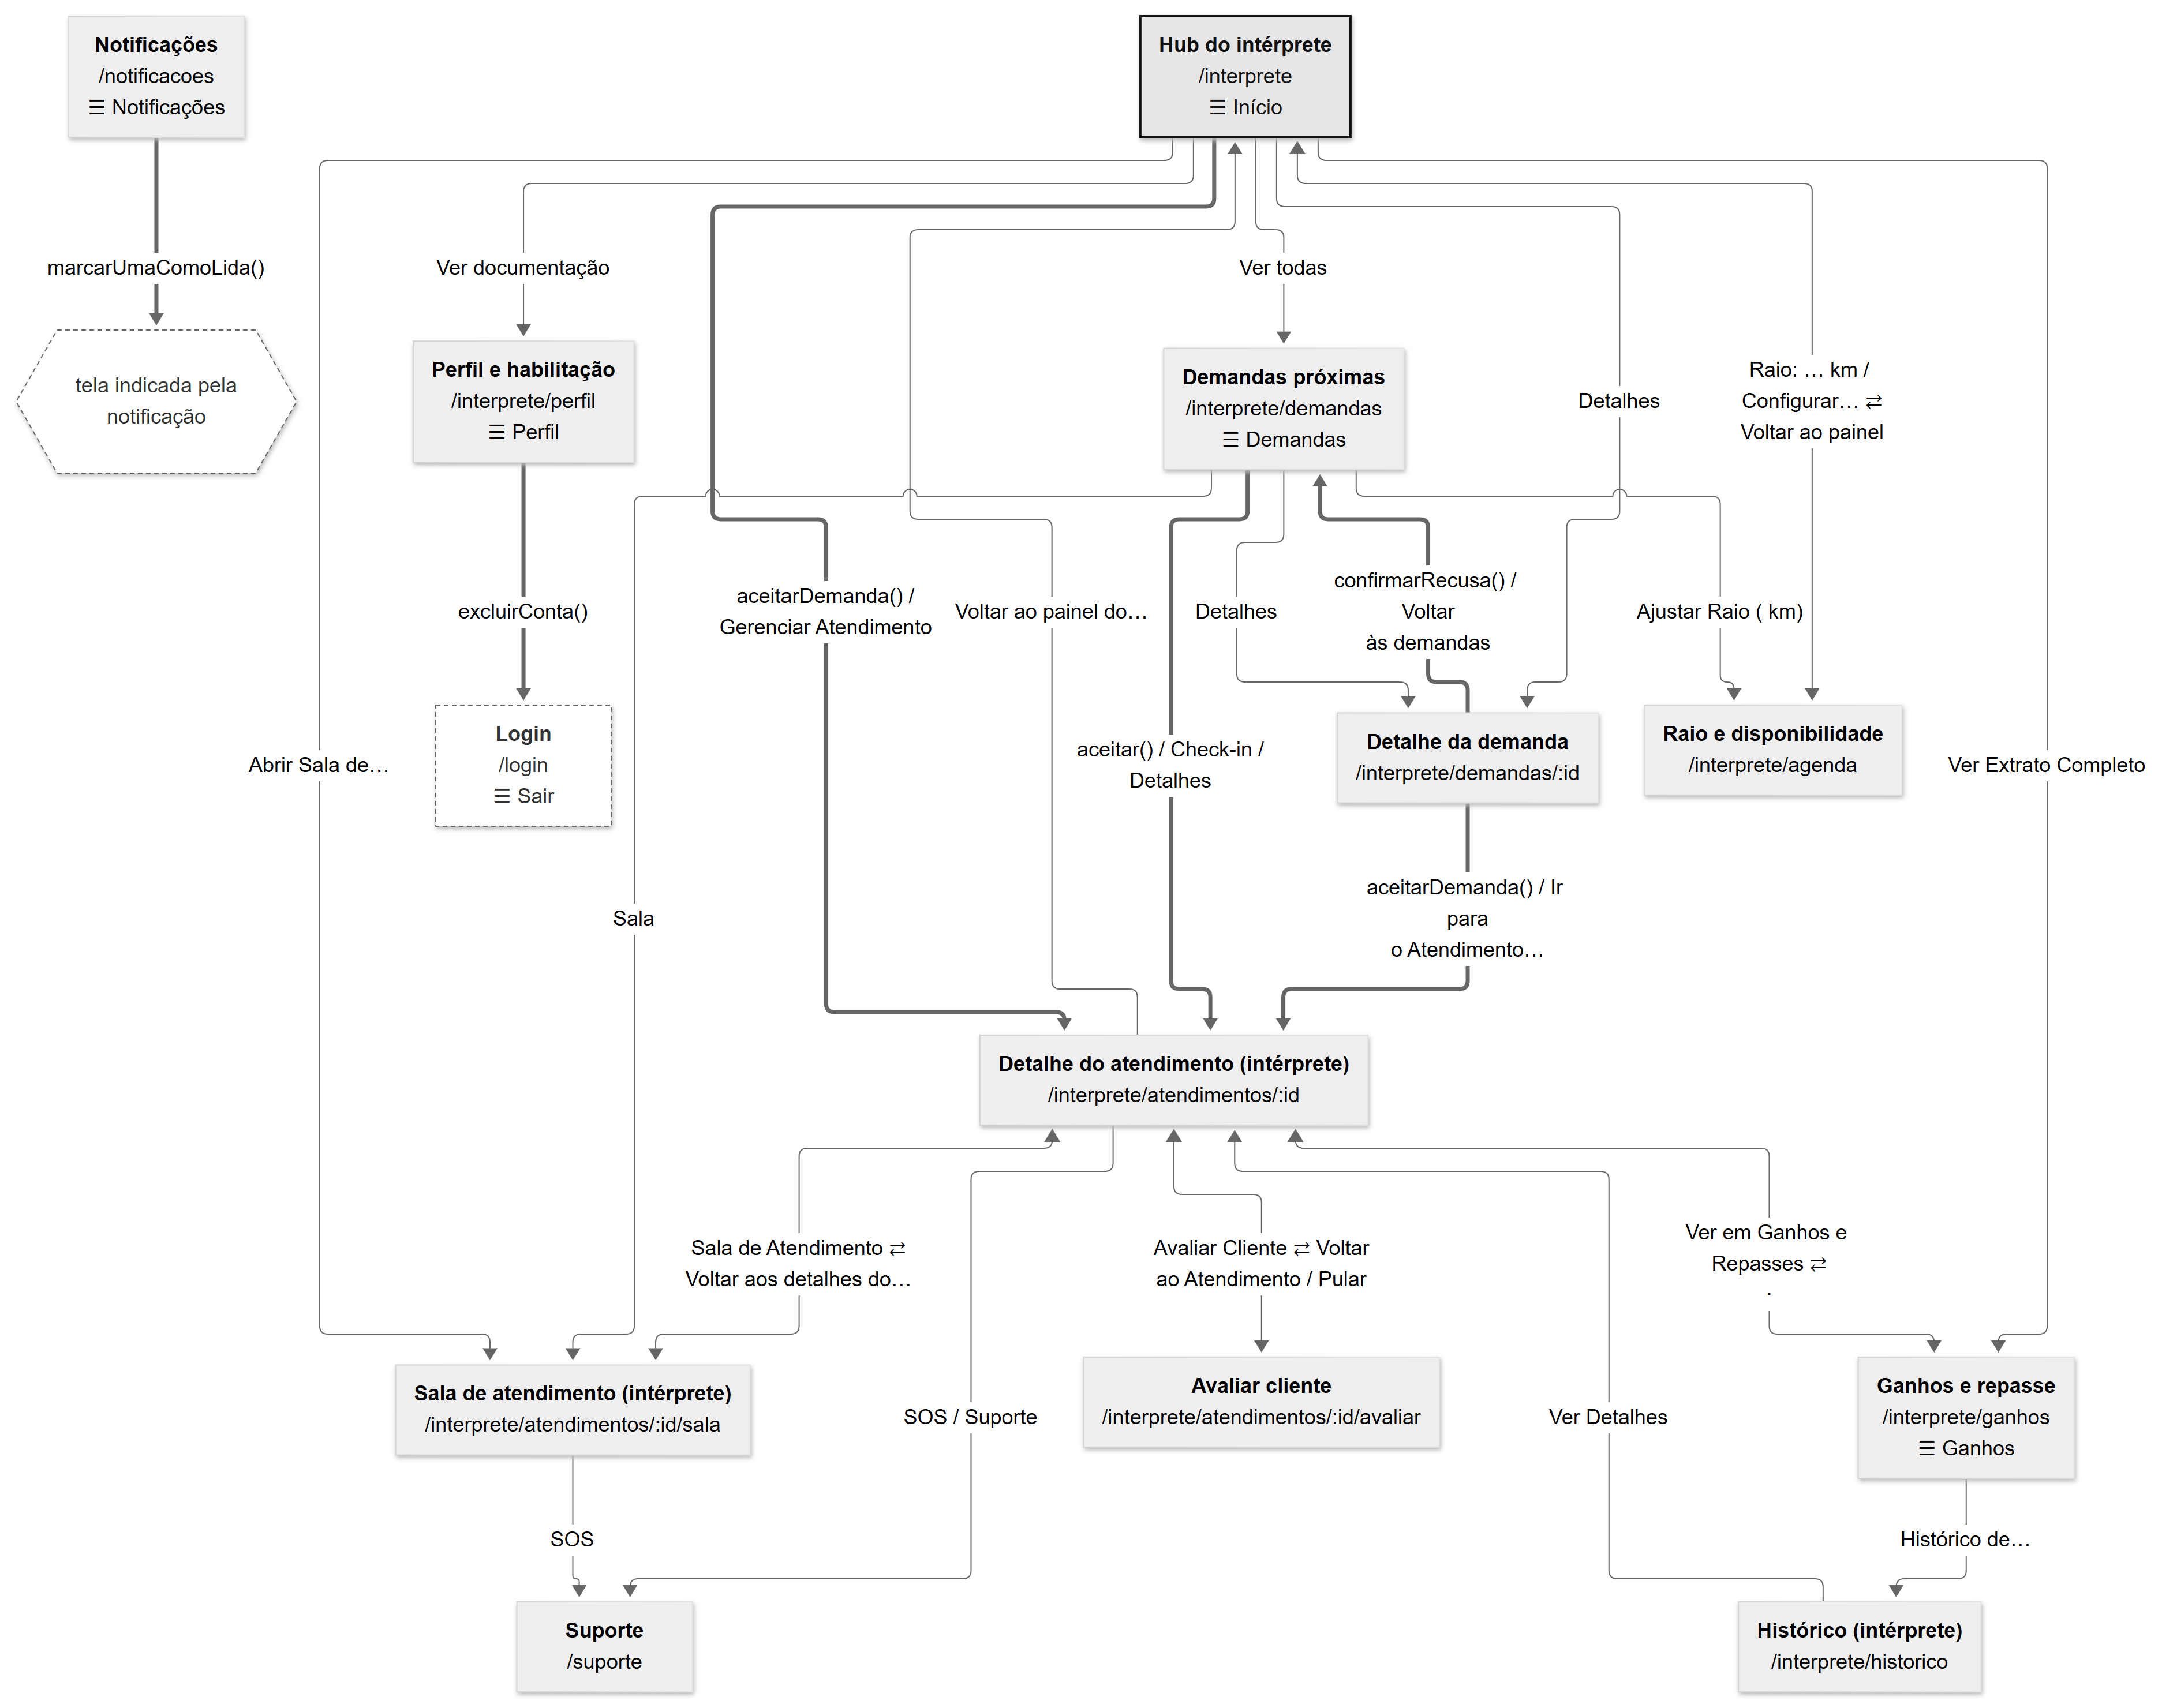 Notificações
/notificacoes
☰ Notificações
Hub do intérprete
/interprete
☰ Início
marcarUmaComoLida()
Ver documentação
Ver todas
tela indicada pela
notificação
Perfil e habilitação
/interprete/perfil
☰ Perfil
Demandas próximas
/interprete/demandas
☰ Demandas
Detalhes
Raio: … km /
Configurar… ⇄
Voltar ao painel
excluirConta()
aceitarDemanda() /
Gerenciar Atendimento
Voltar ao painel do…
Detalhes
confirmarRecusa() /
Voltar
às demandas
Ajustar Raio ( km)
Abrir Sala de…
Login
/login
☰ Sair
aceitar() / Check-in /
Detalhes
Detalhe da demanda
/interprete/demandas/:id
Raio e disponibilidade
/interprete/agenda
Ver Extrato Completo
Sala
aceitarDemanda() / Ir
para
o Atendimento…
Detalhe do atendimento (intérprete)
/interprete/atendimentos/:id
Sala de Atendimento ⇄
Voltar aos detalhes do…
Avaliar Cliente ⇄ Voltar
ao Atendimento / Pular
Ver em Ganhos e
Repasses ⇄
.
Sala de atendimento (intérprete)
/interprete/atendimentos/:id/sala
SOS / Suporte
Avaliar cliente
/interprete/atendimentos/:id/avaliar
Ver Detalhes
Ganhos e repasse
/interprete/ganhos
☰ Ganhos
SOS
Histórico de…
Suporte
/suporte
Histórico (intérprete)
/interprete/historico